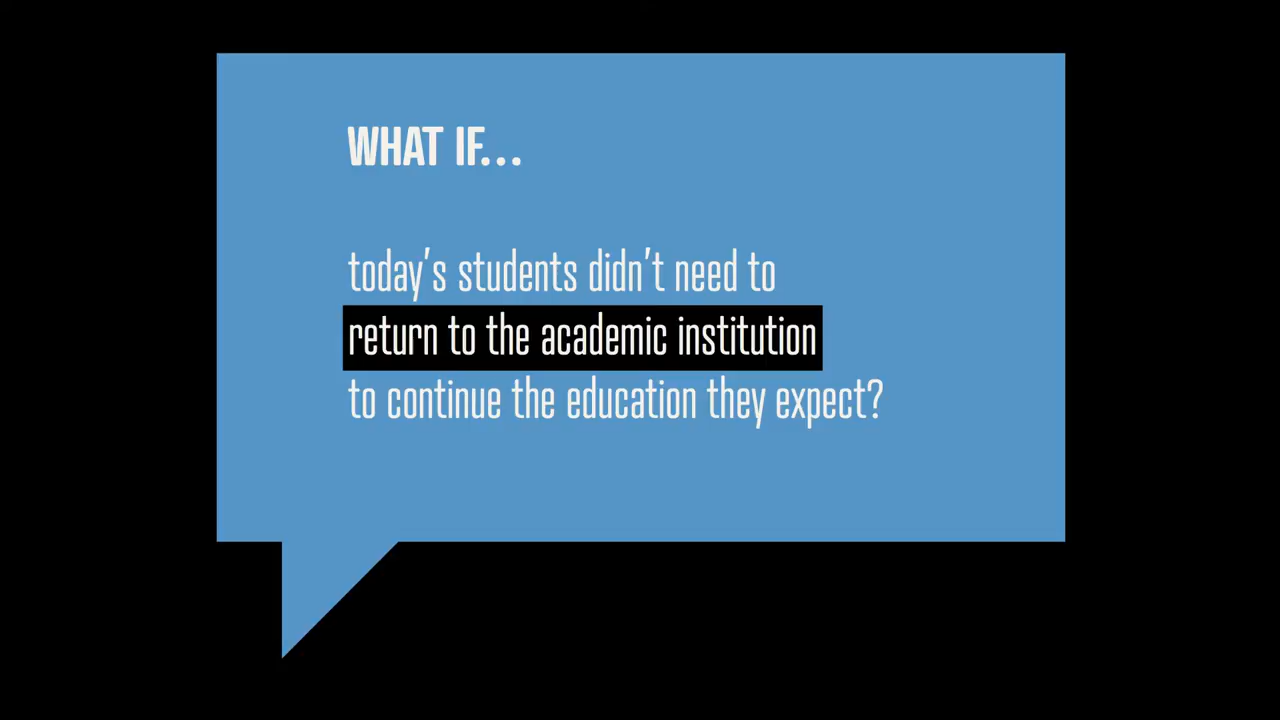 WHAT IF...
today's students didn't need to
return to the academic institution
to continue the education they expect?